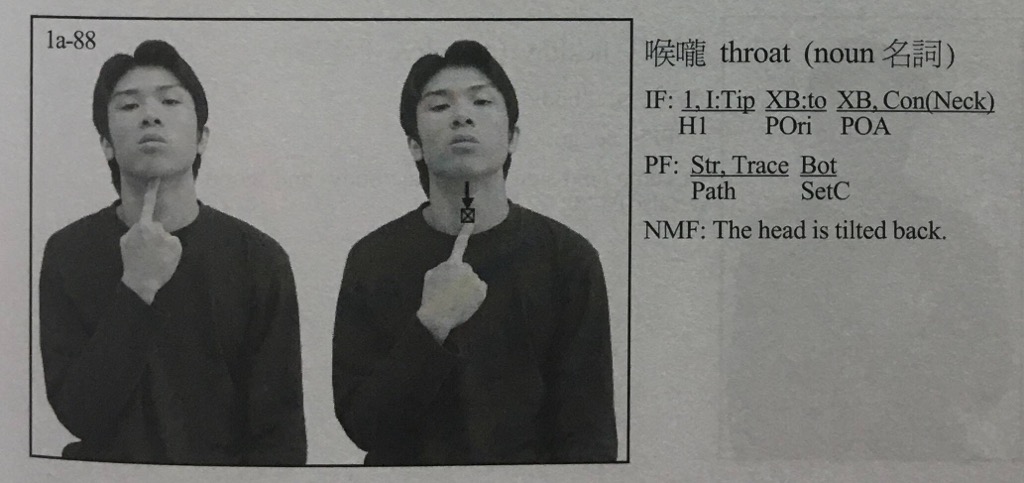 1a-88
喉嚨 throat (noun 名詞)
IF: 1, I:Tip XB:to XB, Con(Neck)
H1 POri POA
PF: Str, Trace Bot
Path SetC
NMF: The head is tilted back.